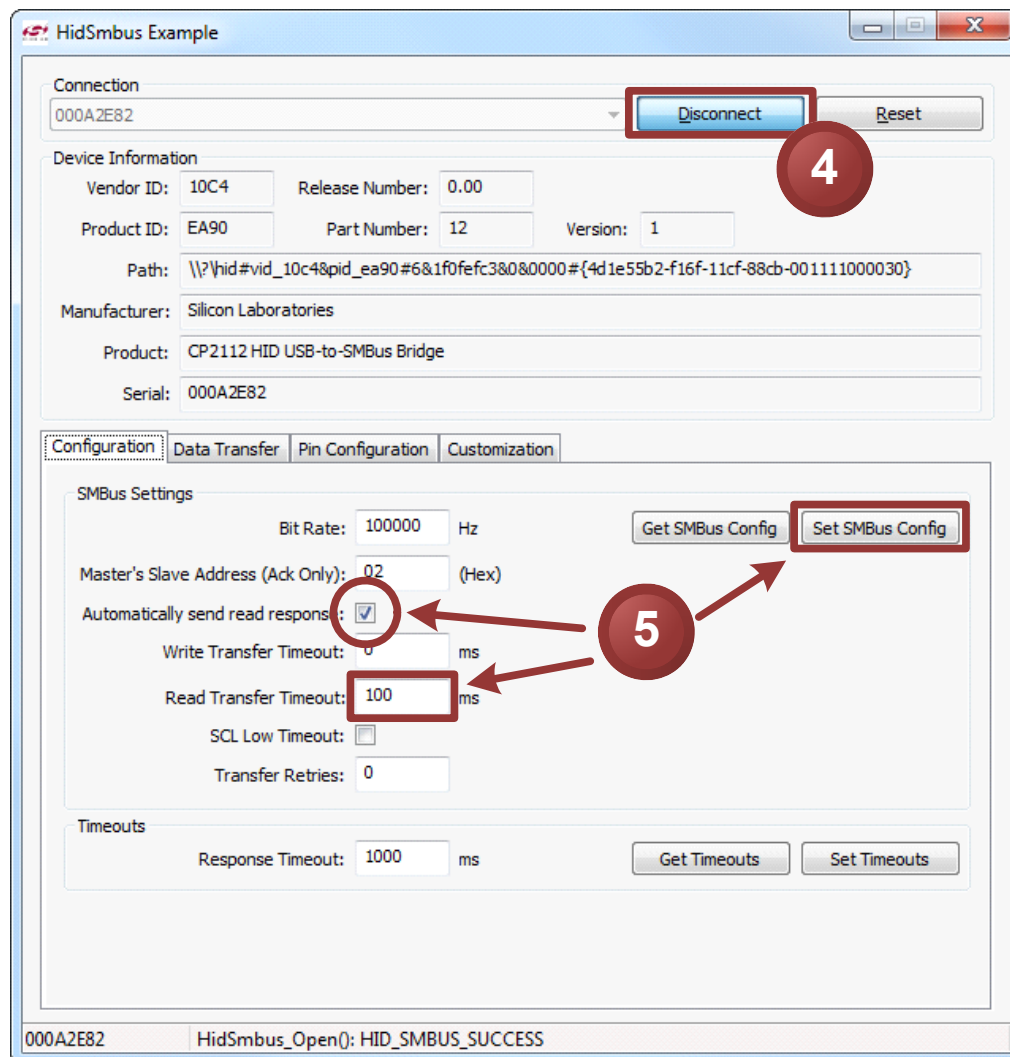 HidSmbus Example
Connection
000A2E82 Disconnect Reset
4
Device Information
Vendor ID: 10C4 Release Number: 0.00
Product ID: EA90 Part Number: 12 Version: 1
Path: \\?\hid#vid_10c4&pid_ea90#6&1f0fefc3&0&0000#{4d1e55b2-f16f-11cf-88cb-001111000030}
Manufacturer: Silicon Laboratories
Product: CP2112 HID USB-to-SMBus Bridge
Serial: 000A2E82
Configuration Data Transfer Pin Configuration Customization
SMBus Settings
Bit Rate: 100000 Hz Get SMBus Config Set SMBus Config
Master's Slave Address (Ack Only): 02 (Hex)
Automatically send read response:
5
Write Transfer Timeout: 0 ms
Read Transfer Timeout: 100 ms
SCL Low Timeout:
Transfer Retries: 0
Timeouts
Response Timeout: 1000 ms Get Timeouts Set Timeouts
000A2E82 HidSmbus_Open(): HID_SMBUS_SUCCESS